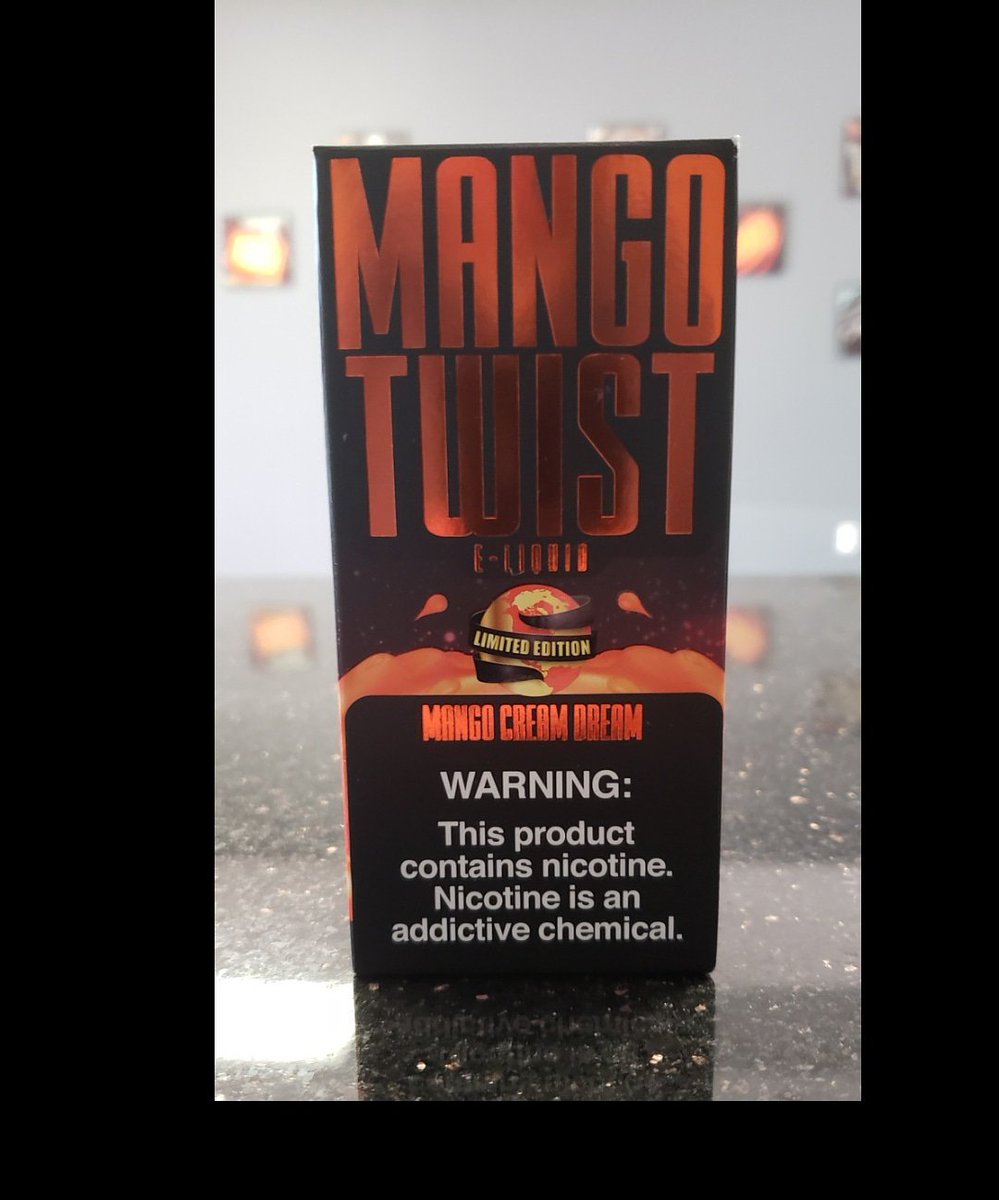 MANGO
TWIST
E-LIQUID
LIMITED EDITION
MANGO CREAM DREAM
WARNING:
This product
contains nicotine.
Nicotine is an
addictive chemical.